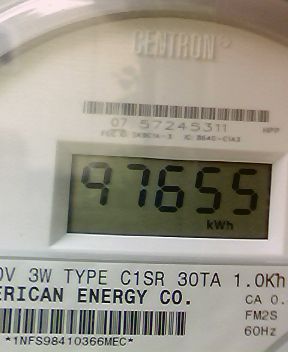 CENTRON®
07 57245311 HPP
97655
kWh
0V 3W TYPE C1SR 30TA 1.0Kh
ERICAN ENERGY CO. CA 0.
FM2S
*1NFS98410366MEC* 60Hz